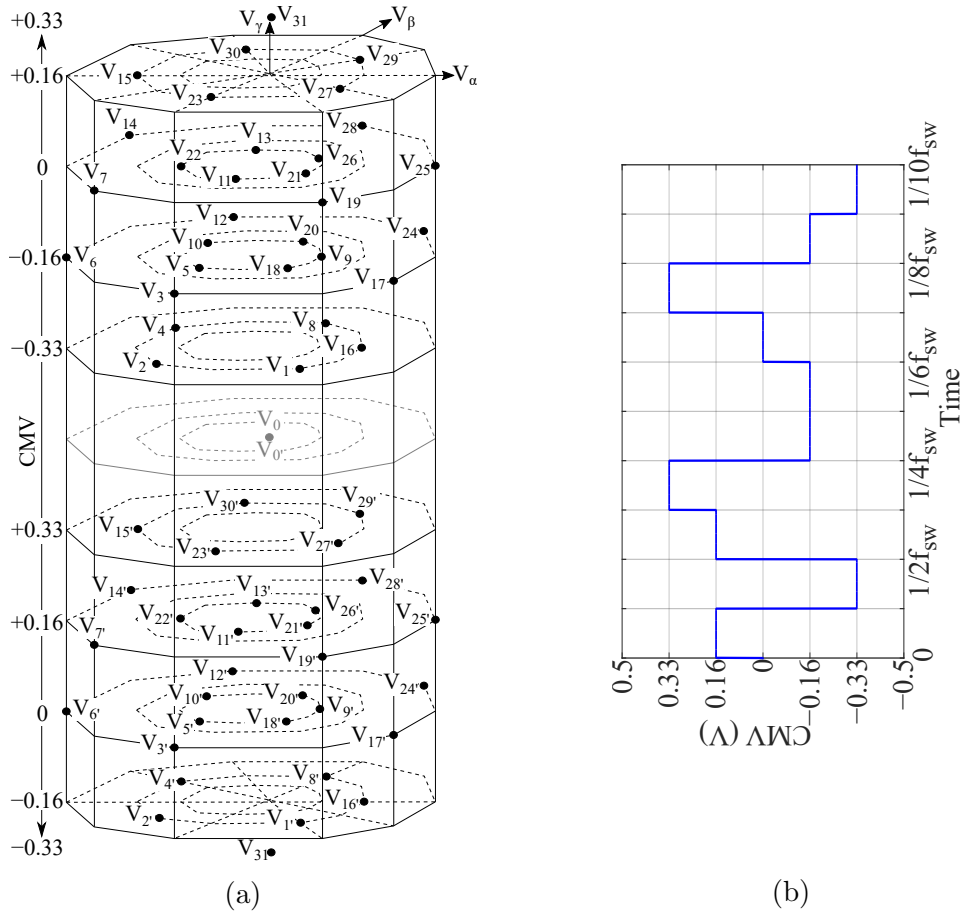 +0.33
V_γ
V_31
V_β
V_30
V_29
+0.16
V_15
V_α
V_23
V_27
V_14
V_28
V_13
V_22
V_26
0
V_11
V_21
V_25
V_7
V_19
V_12
V_20
V_24
V_10
−0.16
V_6
V_5
V_18
V_9
V_17
V_3
V_4
V_8
−0.33
V_2
V_1
V_16
V_0
V_0'
CMV
V_30'
V_29'
+0.33
V_15'
V_23'
V_27'
V_14'
V_13'
V_28'
+0.16
V_22'
V_26'
V_25'
V_11'
V_21'
V_7'
V_19'
V_12'
V_24'
V_10'
V_20'
0
V_6'
V_5'
V_18'
V_9'
V_3'
V_17'
V_4'
V_8'
−0.16
V_16'
V_2'
V_1'
−0.33
V_31
(a)
0.5
0.33
0.16
0
−0.16
−0.33
−0.5
CMV (V)
0
1/2f_sw
1/4f_sw
1/6f_sw
1/8f_sw
1/10f_sw
Time
(b)